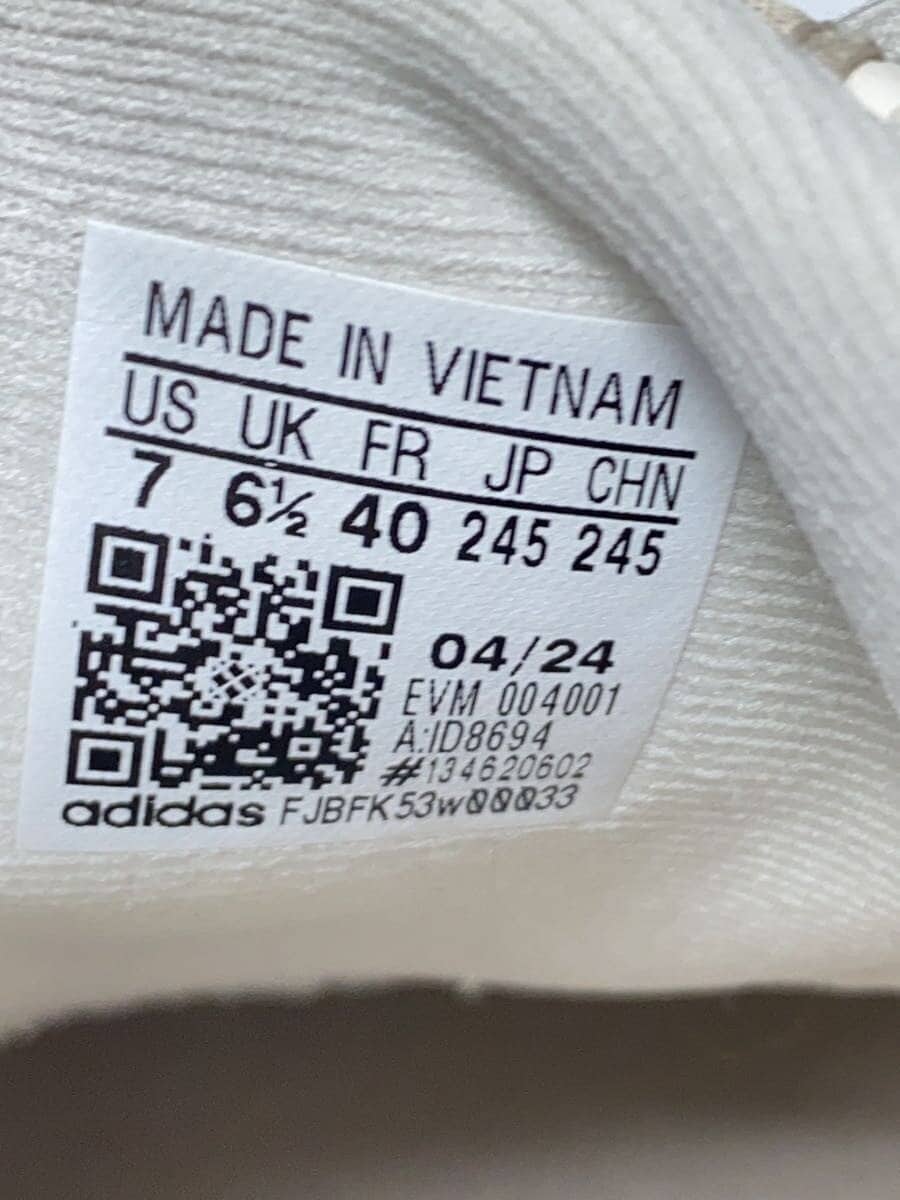 MADE IN VIETNAM
US UK FR JP CHN
7 6½ 40 245 245
04/24
EVM 004001
A:ID8694
#134620602
adidas FJBFK53w00033